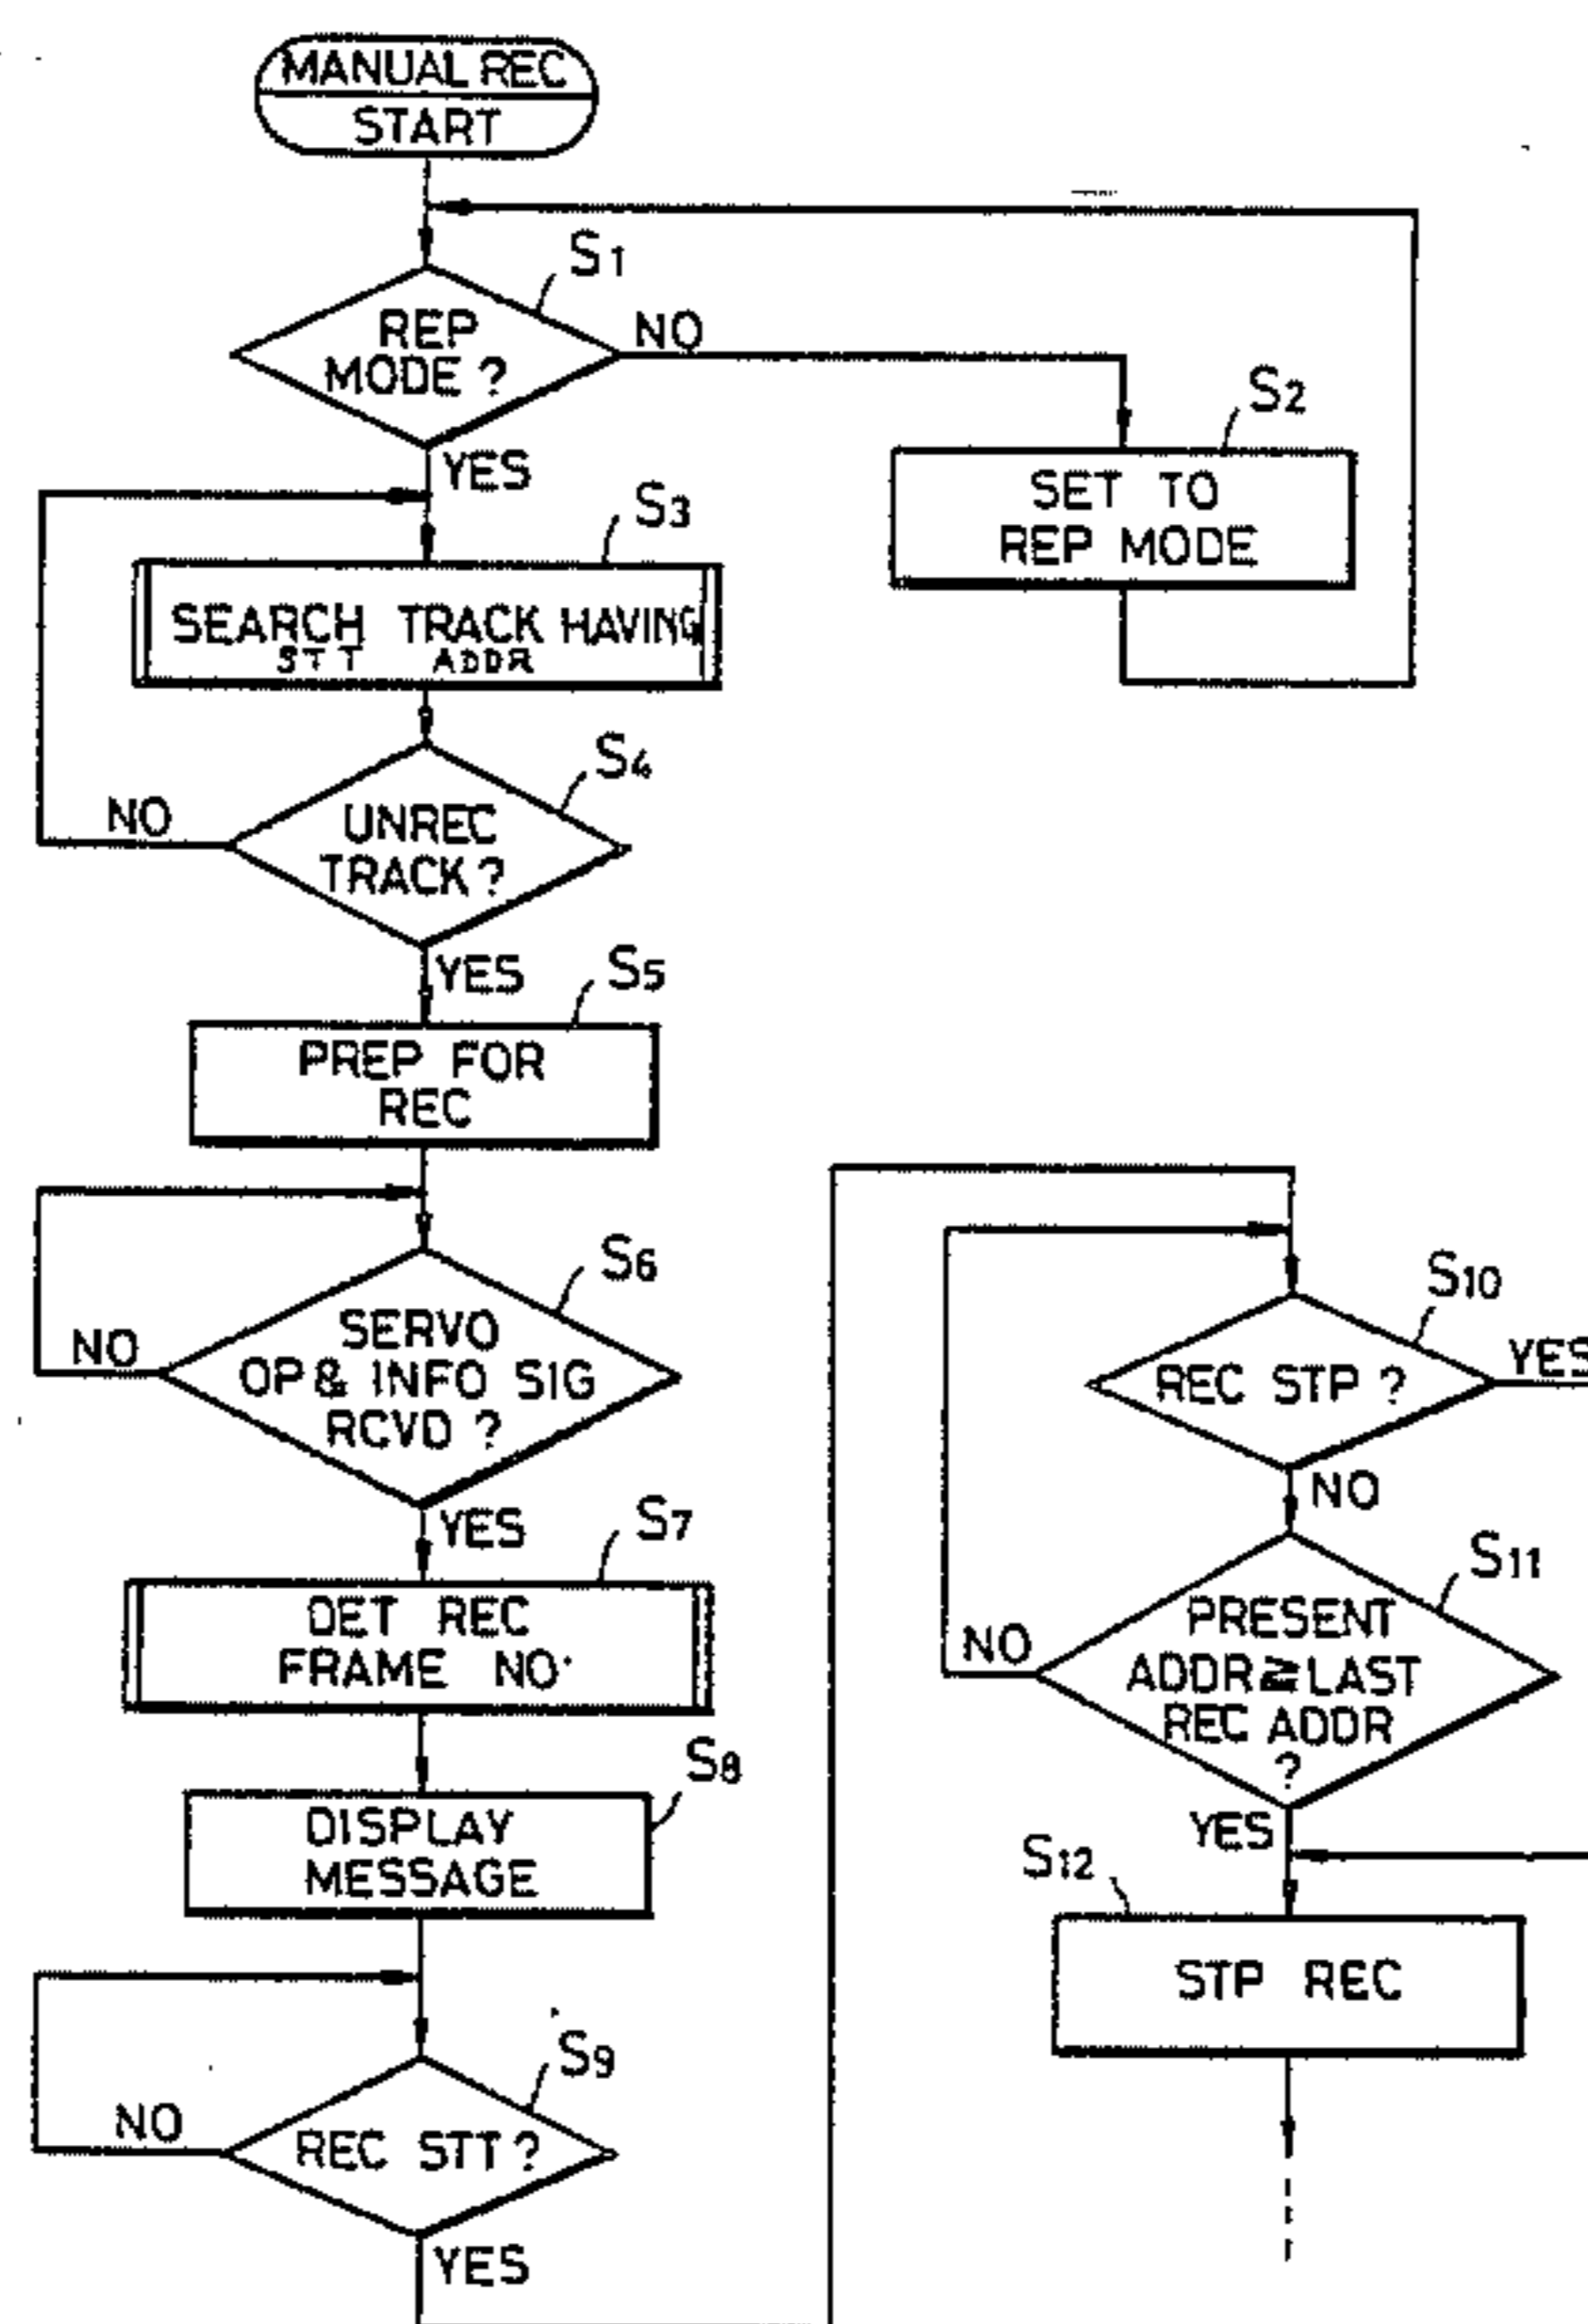 MANUAL REC
START
S1
REP
MODE ?
NO
YES
S2
SET TO
REP MODE
S3
SEARCH TRACK HAVING
STT ADDR
S4
UNREC
TRACK ?
NO
YES
S5
PREP FOR
REC
S6
SERVO
OP & INFO SIG
RCVD ?
NO
YES
S7
DET REC
FRAME NO.
S8
DISPLAY
MESSAGE
S9
REC STT ?
NO
YES
S10
REC STP ?
YES
NO
S11
PRESENT
ADDR ≧ LAST
REC ADDR
?
NO
YES
S12
STP REC